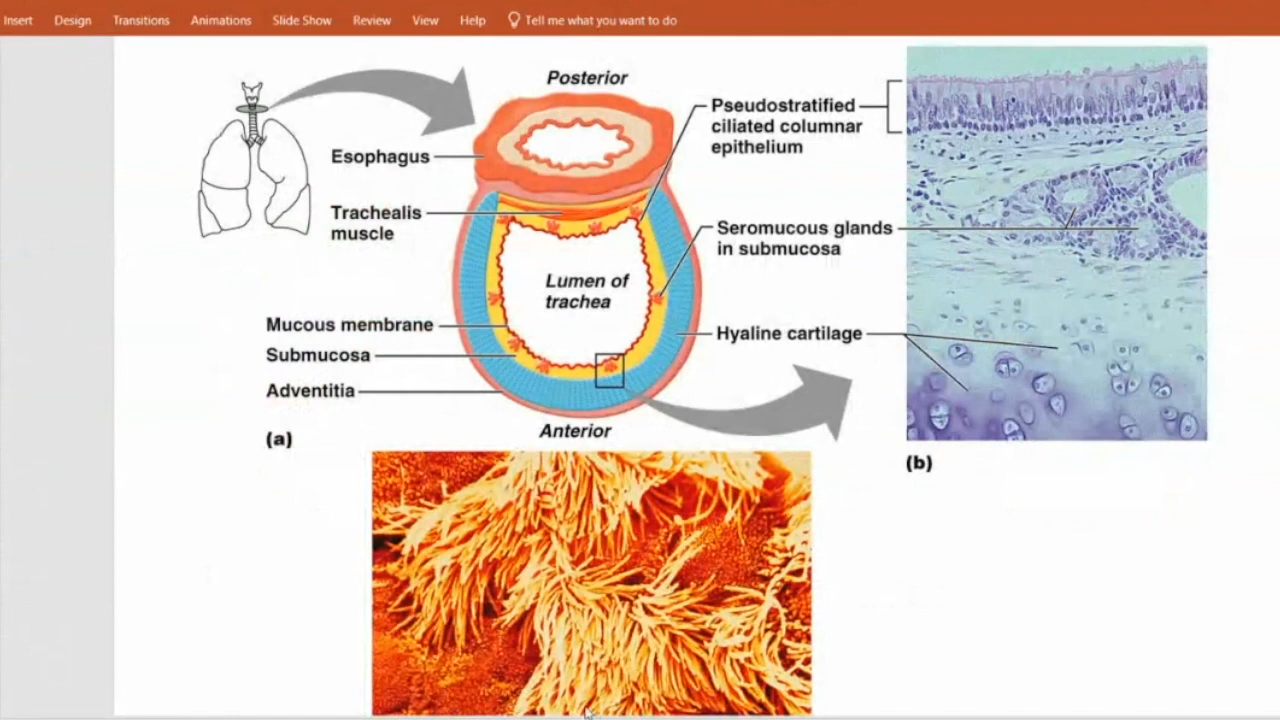 Insert Design Transitions Animations Slide Show Review View Help Tell me what you want to do
Posterior
Esophagus
Trachealis
muscle
Lumen of
trachea
Mucous membrane
Submucosa
Adventitia
(a)
Anterior
Pseudostratified
ciliated columnar
epithelium
Seromucous glands
in submucosa
Hyaline cartilage
(b)